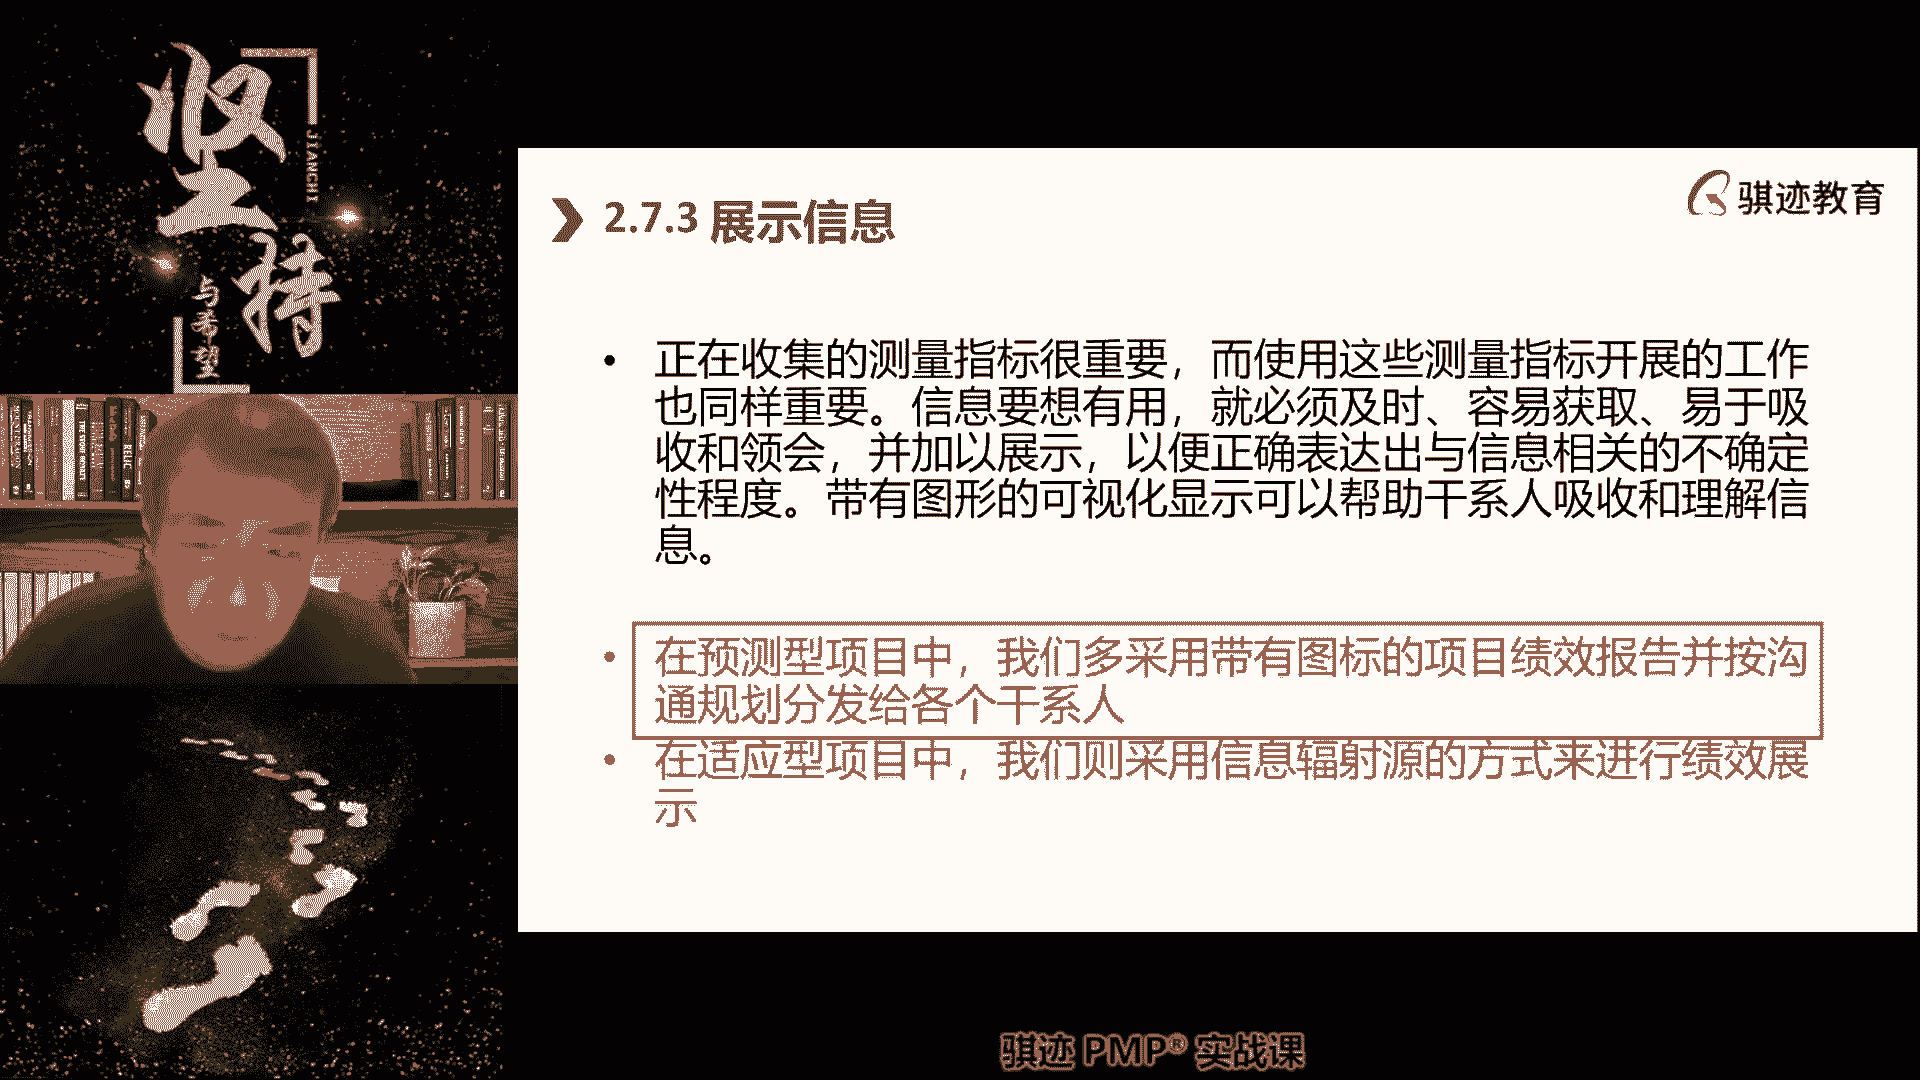 坚
持
JIANCHI
与希望
骐迹教育
2.7.3 展示信息
正在收集的测量指标很重要，而使用这些测量指标开展的工作
也同样重要。信息要想有用，就必须及时、容易获取、易于吸
收和领会，并加以展示，以便正确表达出与信息相关的不确定
性程度。带有图形的可视化显示可以帮助干系人吸收和理解信
息。
在预测型项目中，我们多采用带有图标的项目绩效报告并按沟
通规划分发给各个干系人
在适应型项目中，我们则采用信息辐射源的方式来进行绩效展
示
骐迹 PMP® 实战课